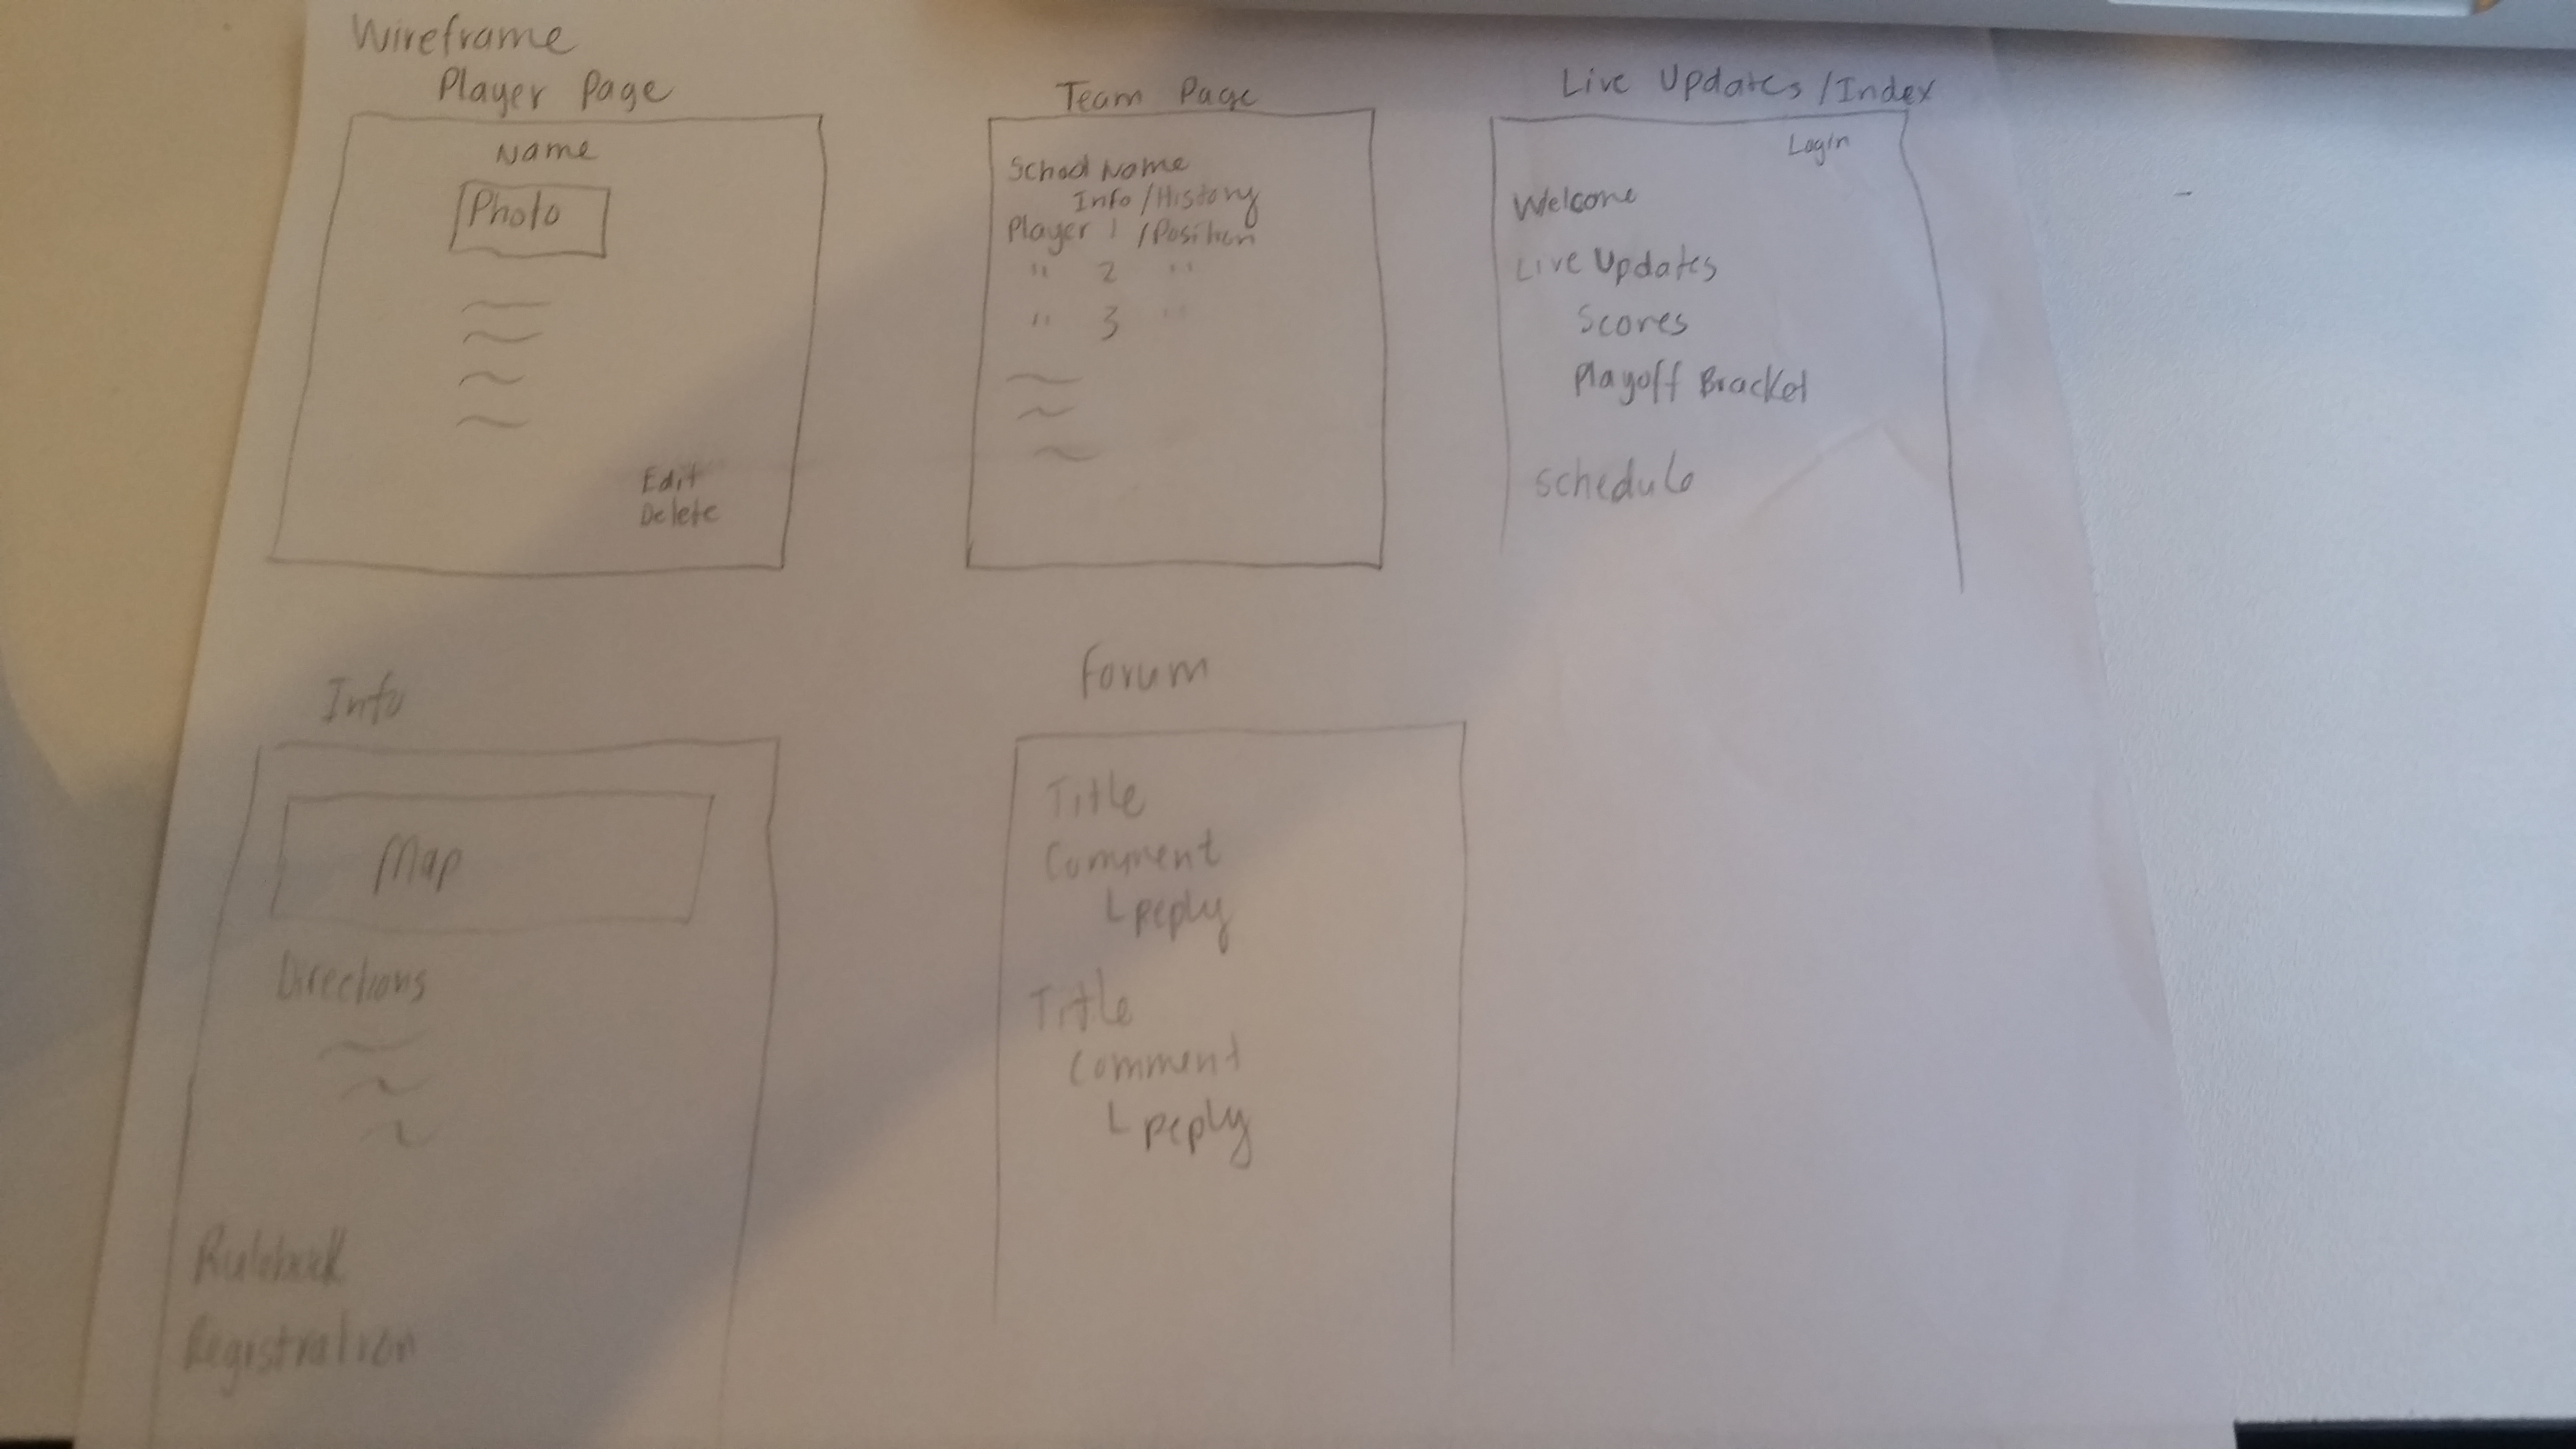 Wireframe
Player Page
Name
Photo
Edit
Delete
Team Page
School Name
Info/History
Player 1 /Position
" 2 "
" 3 "
Live Updates/Index
Login
Welcome
Live Updates
Scores
Playoff Bracket
Schedule
Info
Map
Directions
Rulebook
Registration
Forum
Title
Comment
reply
Title
Comment
reply